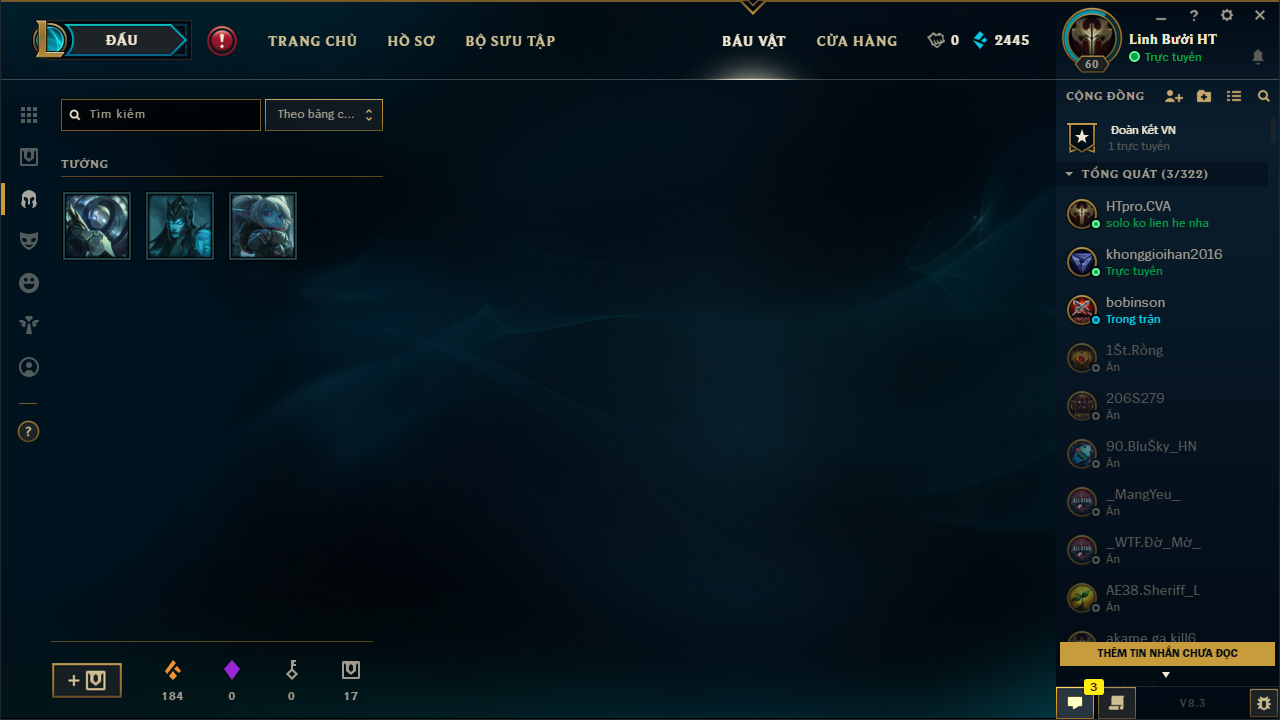 ĐẤU
!
TRANG CHỦ
HỒ SƠ
BỘ SƯU TẬP
BÁU VẬT
CỬA HÀNG
0
2445
60
Linh Bưởi HT
Trực tuyến
?
Tìm kiếm
Theo bảng c...
TƯỚNG
?
184
0
0
17
CỘNG ĐỒNG
Đoàn Kết VN
1 trực tuyến
TỔNG QUÁT (3/322)
HTpro.CVA
solo ko lien he nha
khonggioihan2016
Trực tuyến
bobinson
Trong trận
1Št.Rồng
Ẩn
206S279
Ẩn
90.BluŠky_HN
Ẩn
_MangYeu_
Ẩn
_WTF.Đờ_Mờ_
Ẩn
AE38.Sheriff_L
Ẩn
akame ga kill6
THÊM TIN NHẮN CHƯA ĐỌC
3
V8.3